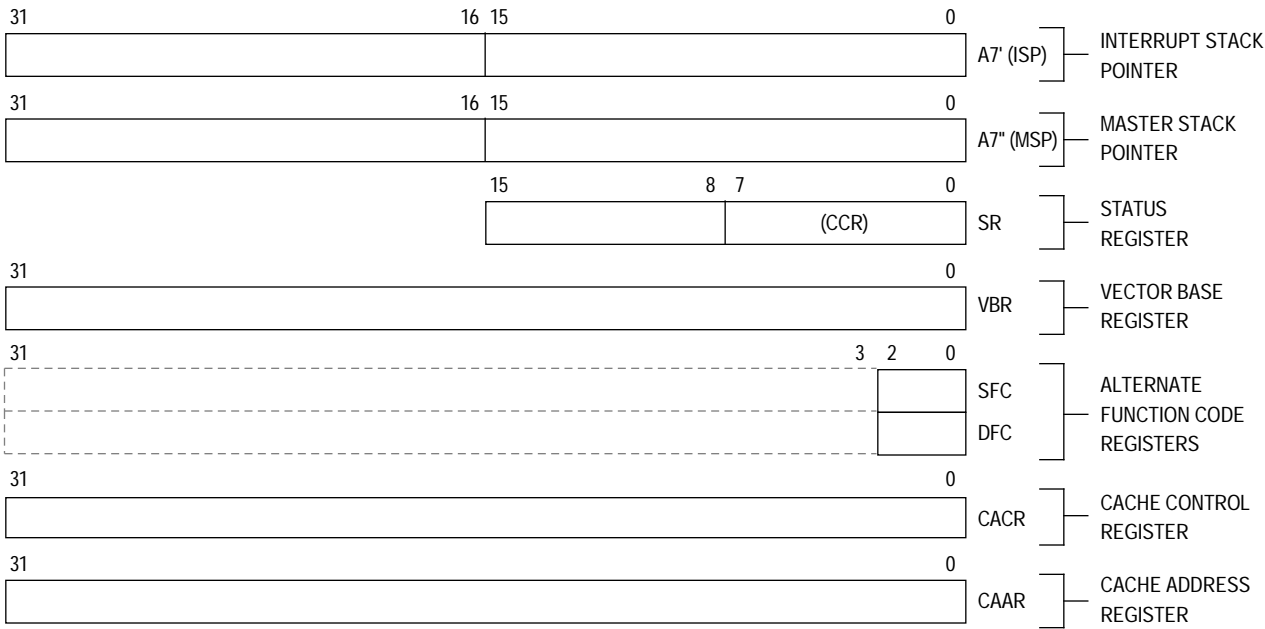 31 16 15 0
A7' (ISP) INTERRUPT STACK
POINTER
31 16 15 0
A7" (MSP) MASTER STACK
POINTER
15 8 7 0
(CCR) SR STATUS
REGISTER
31 0
VBR VECTOR BASE
REGISTER
31 3 2 0
SFC ALTERNATE
FUNCTION CODE
DFC REGISTERS
31 0
CACR CACHE CONTROL
REGISTER
31 0
CAAR CACHE ADDRESS
REGISTER